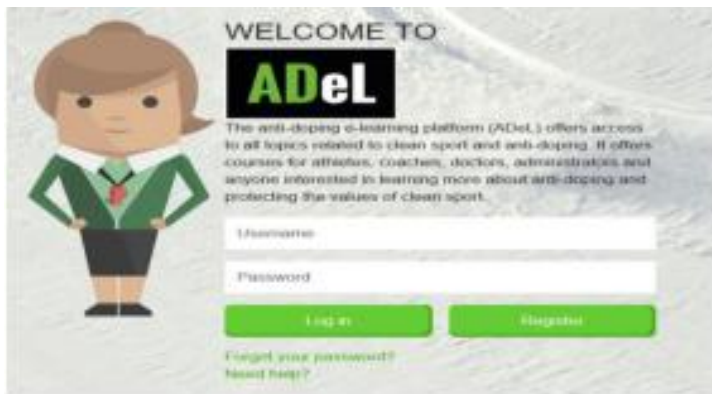 WELCOME TO
ADeL
The anti-doping e-learning platform (ADeL) offers access
to all topics related to clean sport and anti-doping. It offers
courses for athletes, coaches, doctors, administrators and
anyone interested in learning more about anti-doping and
protecting the values of clean sport.
Username
Password
Log in
Register
Forget your password?
Need help?